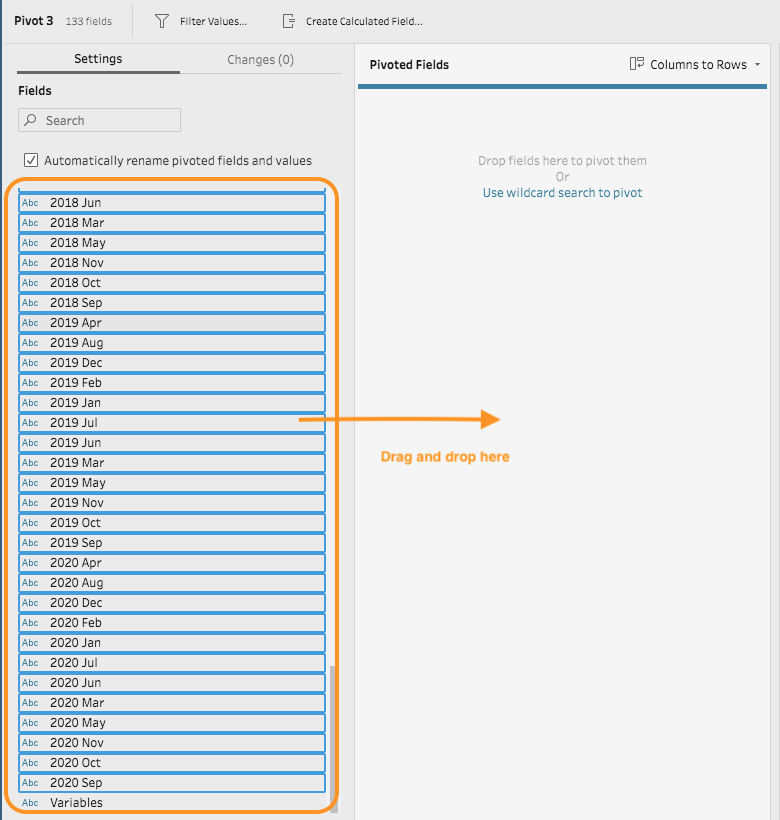 Pivot 3 133 fields Filter Values... Create Calculated Field...
Settings Changes (0)
Pivoted Fields Columns to Rows
Fields
Search
Automatically rename pivoted fields and values
Drop fields here to pivot them
Or
Use wildcard search to pivot
Abc 2018 Jun
Abc 2018 Mar
Abc 2018 May
Abc 2018 Nov
Abc 2018 Oct
Abc 2018 Sep
Abc 2019 Apr
Abc 2019 Aug
Abc 2019 Dec
Abc 2019 Feb
Abc 2019 Jan
Abc 2019 Jul
Abc 2019 Jun
Abc 2019 Mar
Abc 2019 May
Abc 2019 Nov
Abc 2019 Oct
Abc 2019 Sep
Abc 2020 Apr
Abc 2020 Aug
Abc 2020 Dec
Abc 2020 Feb
Abc 2020 Jan
Abc 2020 Jul
Abc 2020 Jun
Abc 2020 Mar
Abc 2020 May
Abc 2020 Nov
Abc 2020 Oct
Abc 2020 Sep
Abc Variables
Drag and drop here